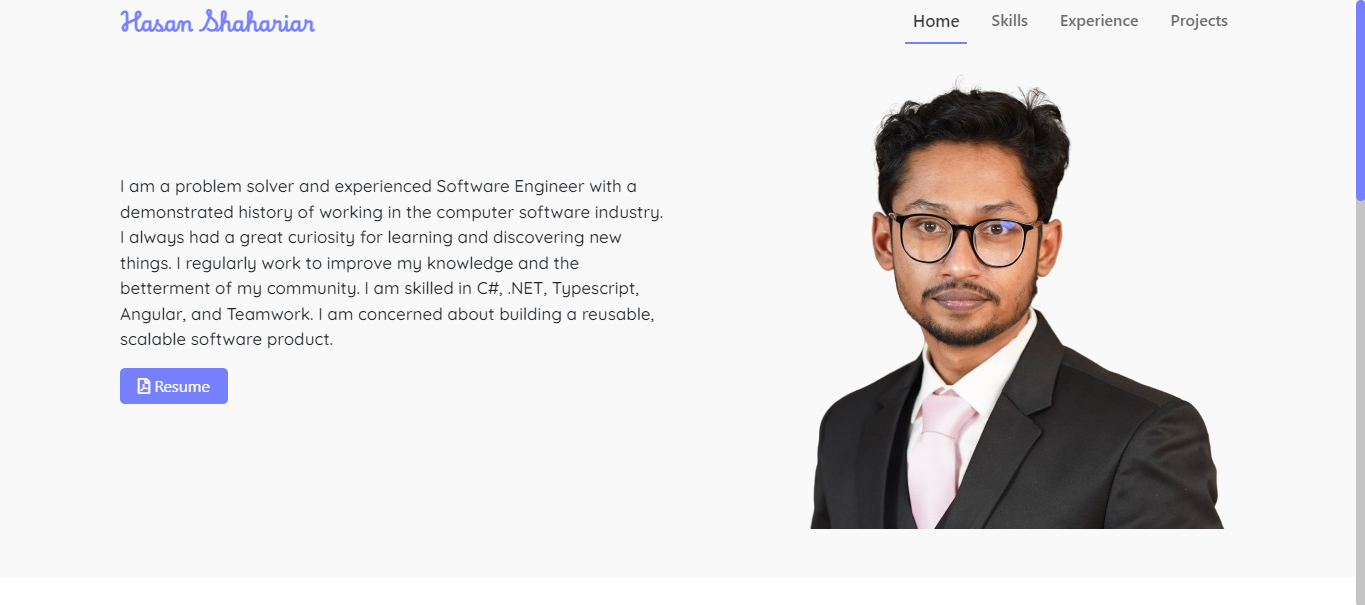 Hasan Shahariar
Home Skills Experience Projects
I am a problem solver and experienced Software Engineer with a
demonstrated history of working in the computer software industry.
I always had a great curiosity for learning and discovering new
things. I regularly work to improve my knowledge and the
betterment of my community. I am skilled in C#, .NET, Typescript,
Angular, and Teamwork. I am concerned about building a reusable,
scalable software product.
Resume